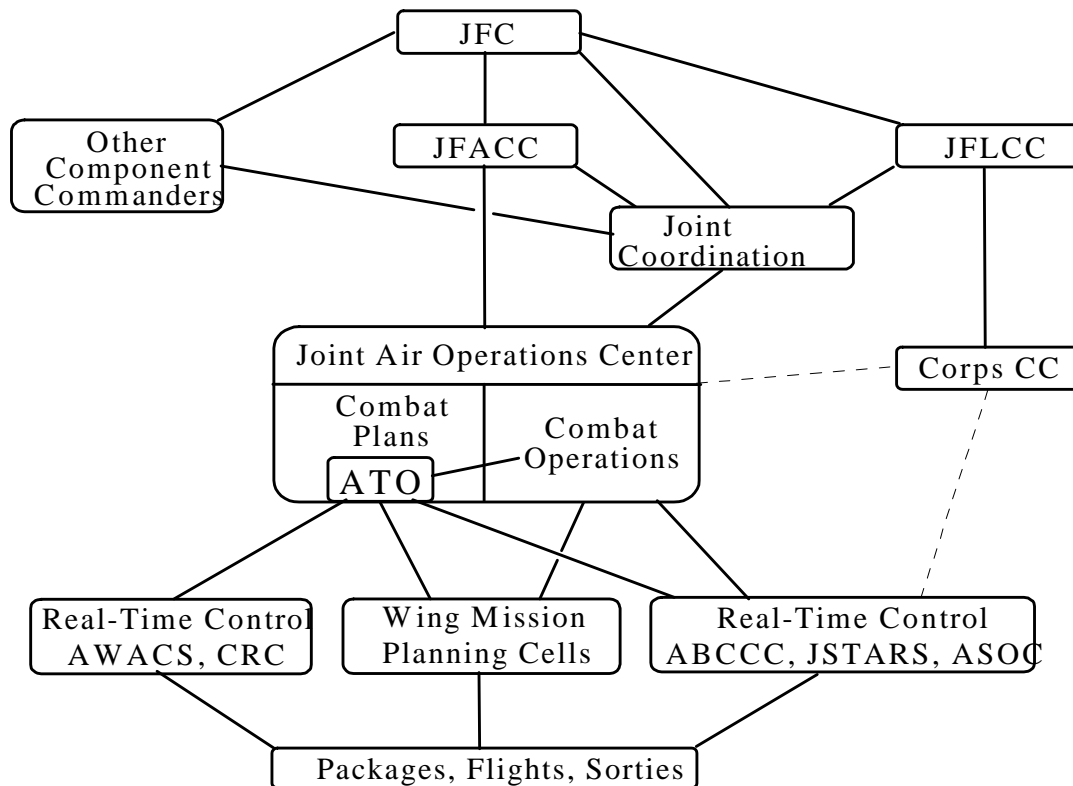 JFC
Other
Component
Commanders
JFACC
JFLCC
Joint
Coordination
Joint Air Operations Center
Corps CC
Combat
Plans
ATO
Combat
Operations
Real-Time Control
AWACS, CRC
Wing Mission
Planning Cells
Real-Time Control
ABCCC, JSTARS, ASOC
Packages, Flights, Sorties